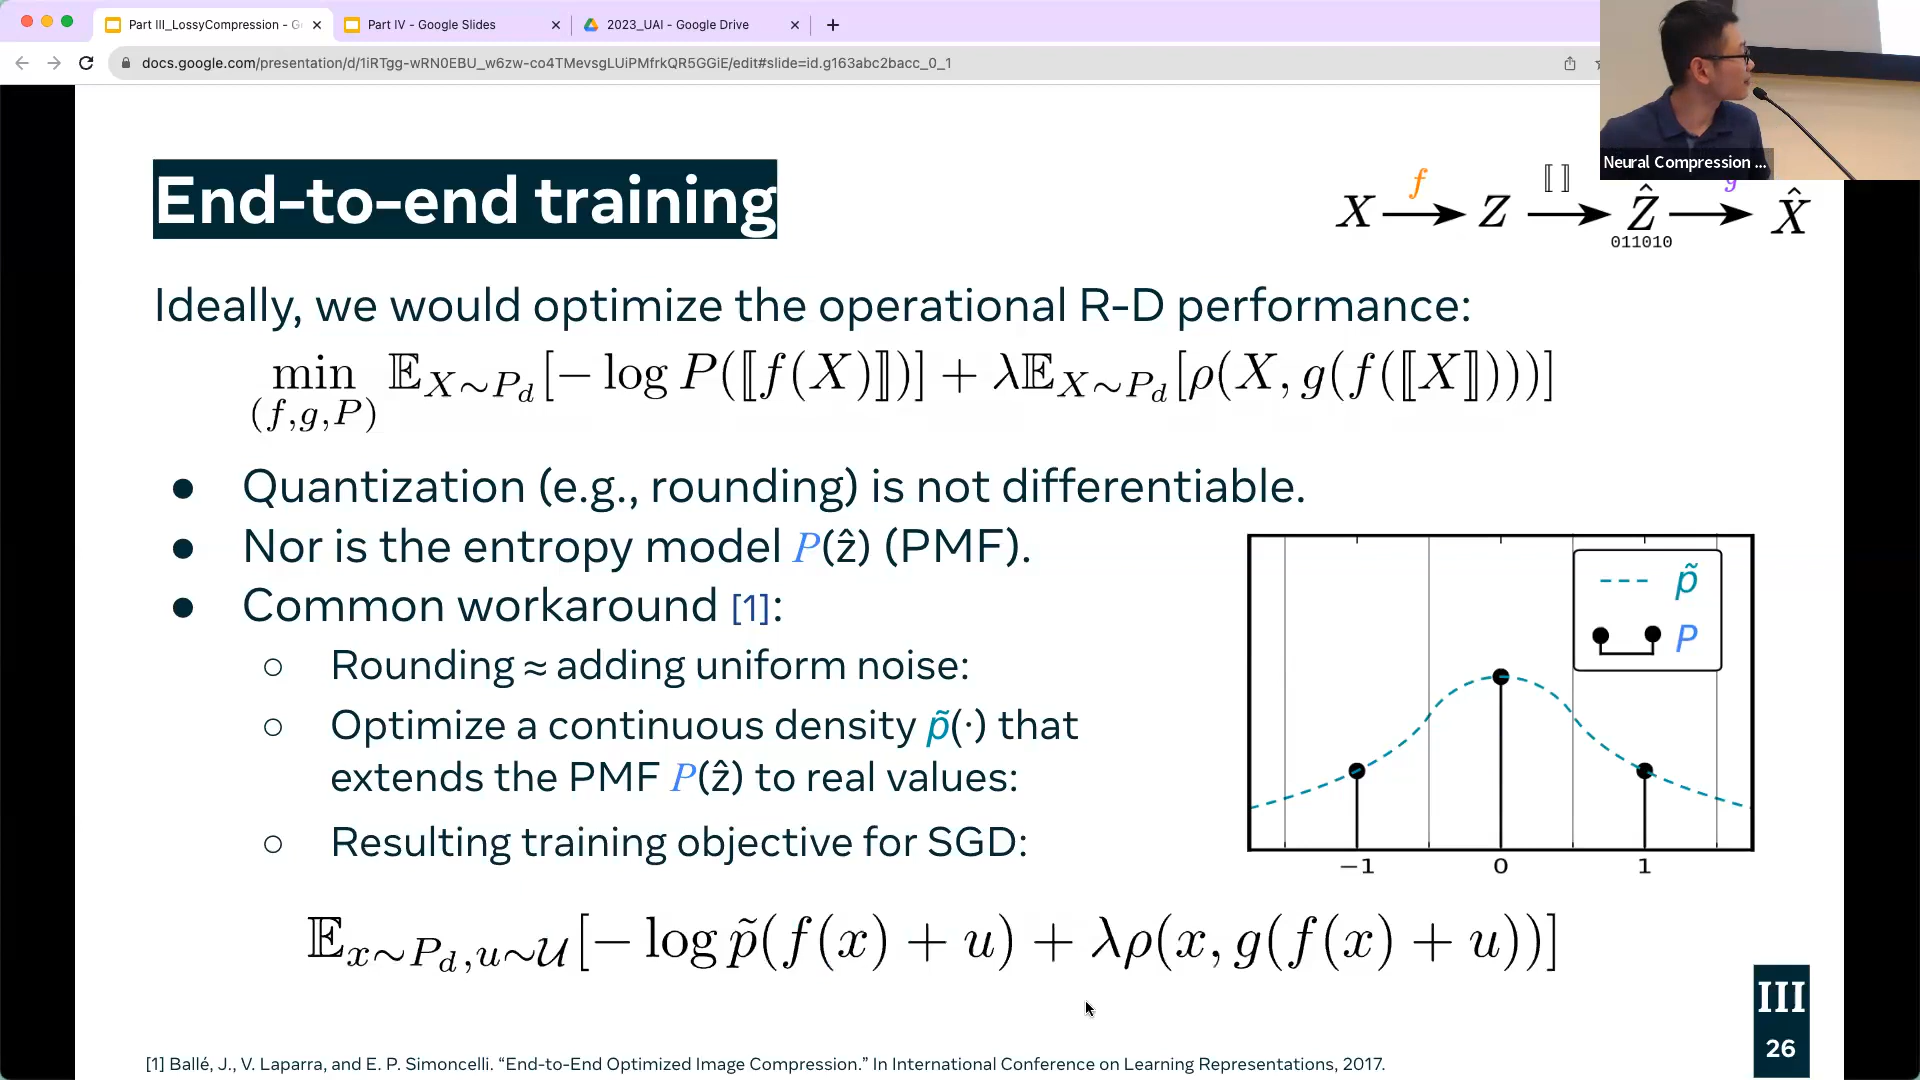 Part III_LossyCompression - G
Part IV - Google Slides
2023_UAI - Google Drive
docs.google.com/presentation/d/1iRTgg-wRN0EBU_w6zw-co4TMevsgLUiPMfrkQR5GGiE/edit#slide=id.g163abc2bacc_0_1
Neural Compression ...
End-to-end training
X f Z ⟦ ⟧ Ẑ g X̂
011010
Ideally, we would optimize the operational R-D performance:
min 𝔼_{X∼P_d}[− log P(⟦f(X)⟧)] + λ𝔼_{X∼P_d}[ρ(X, g(f(⟦X⟧)))]
(f,g,P)
● Quantization (e.g., rounding) is not differentiable.
● Nor is the entropy model P(ẑ) (PMF).
● Common workaround [1]:
○ Rounding ≈ adding uniform noise:
○ Optimize a continuous density p̃(·) that
extends the PMF P(ẑ) to real values:
○ Resulting training objective for SGD:
p̃
P
−1 0 1
𝔼_{x∼P_d,u∼𝒰}[− log p̃(f(x) + u) + λρ(x, g(f(x) + u))]
III
26
[1] Ballé, J., V. Laparra, and E. P. Simoncelli. “End-to-End Optimized Image Compression.” In International Conference on Learning Representations, 2017.